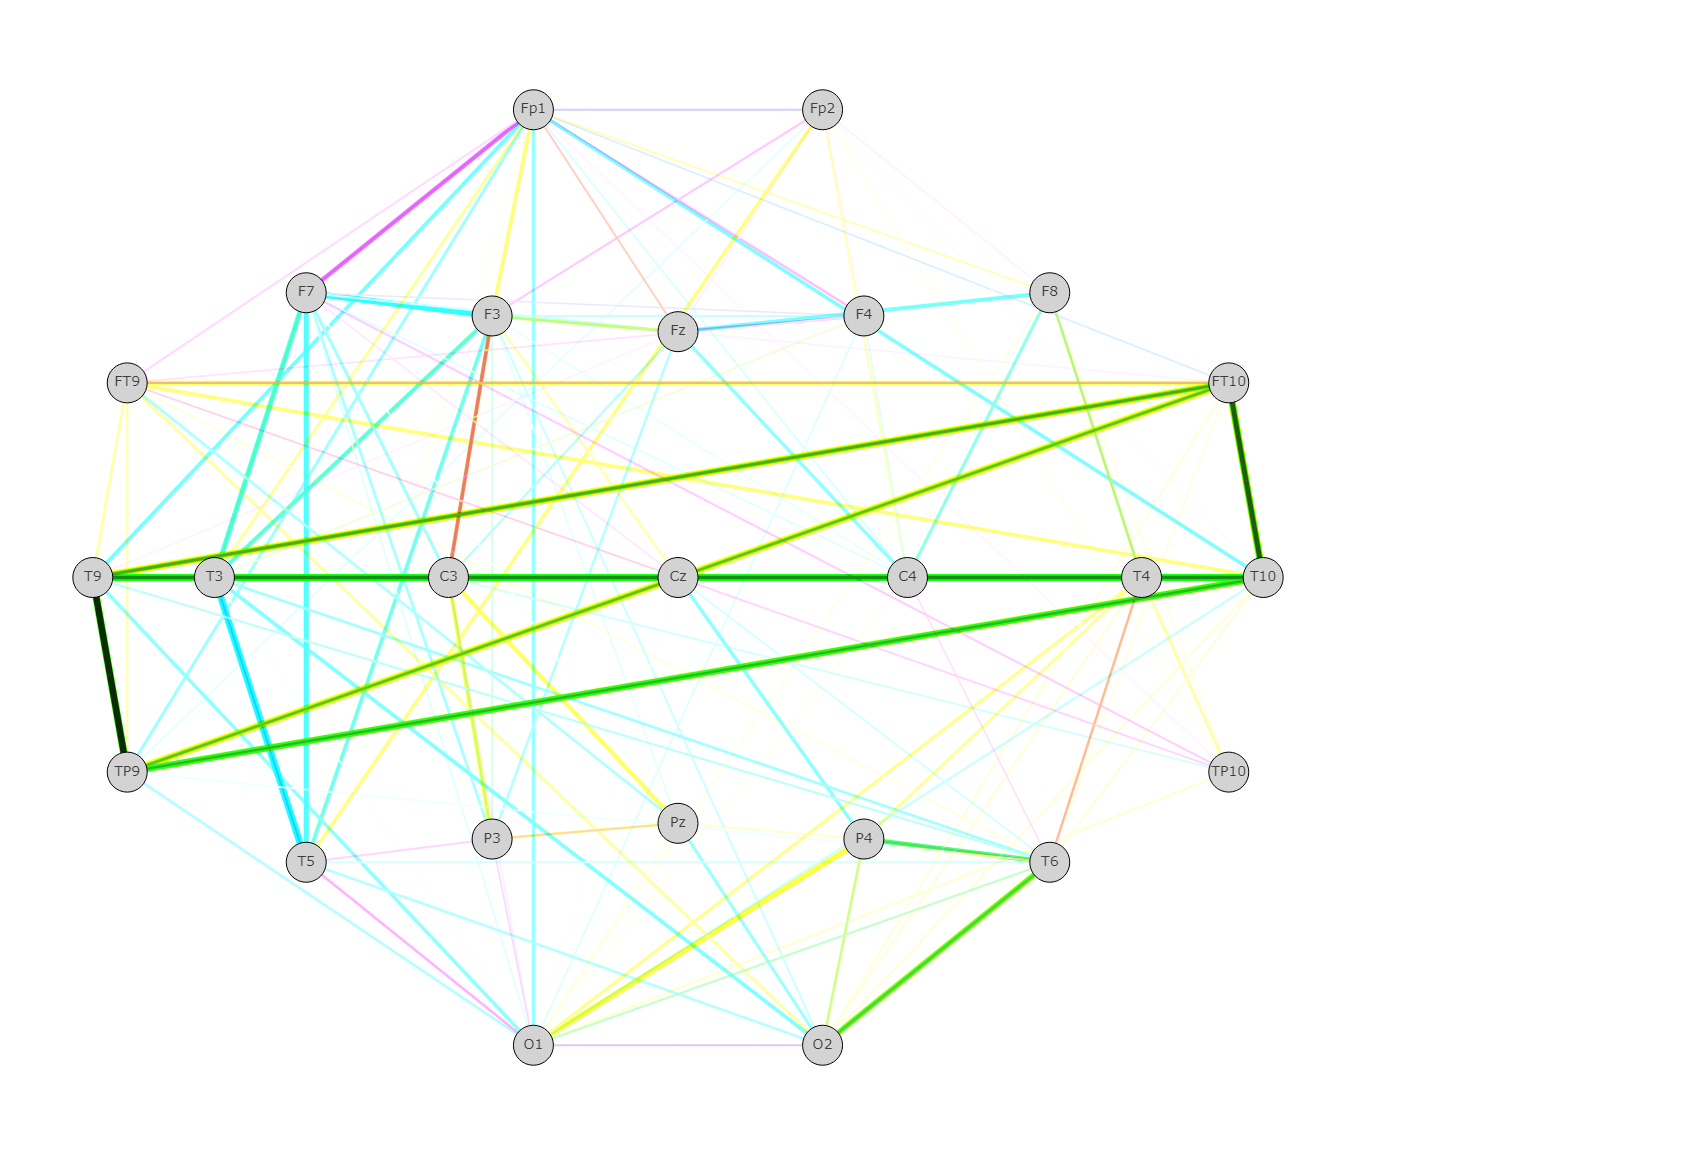 Fp1 Fp2
F7 F3 Fz F4 F8
FT9 FT10
T9 T3 C3 Cz C4 T4 T10
TP9 TP10
T5 P3 Pz P4 T6
O1 O2